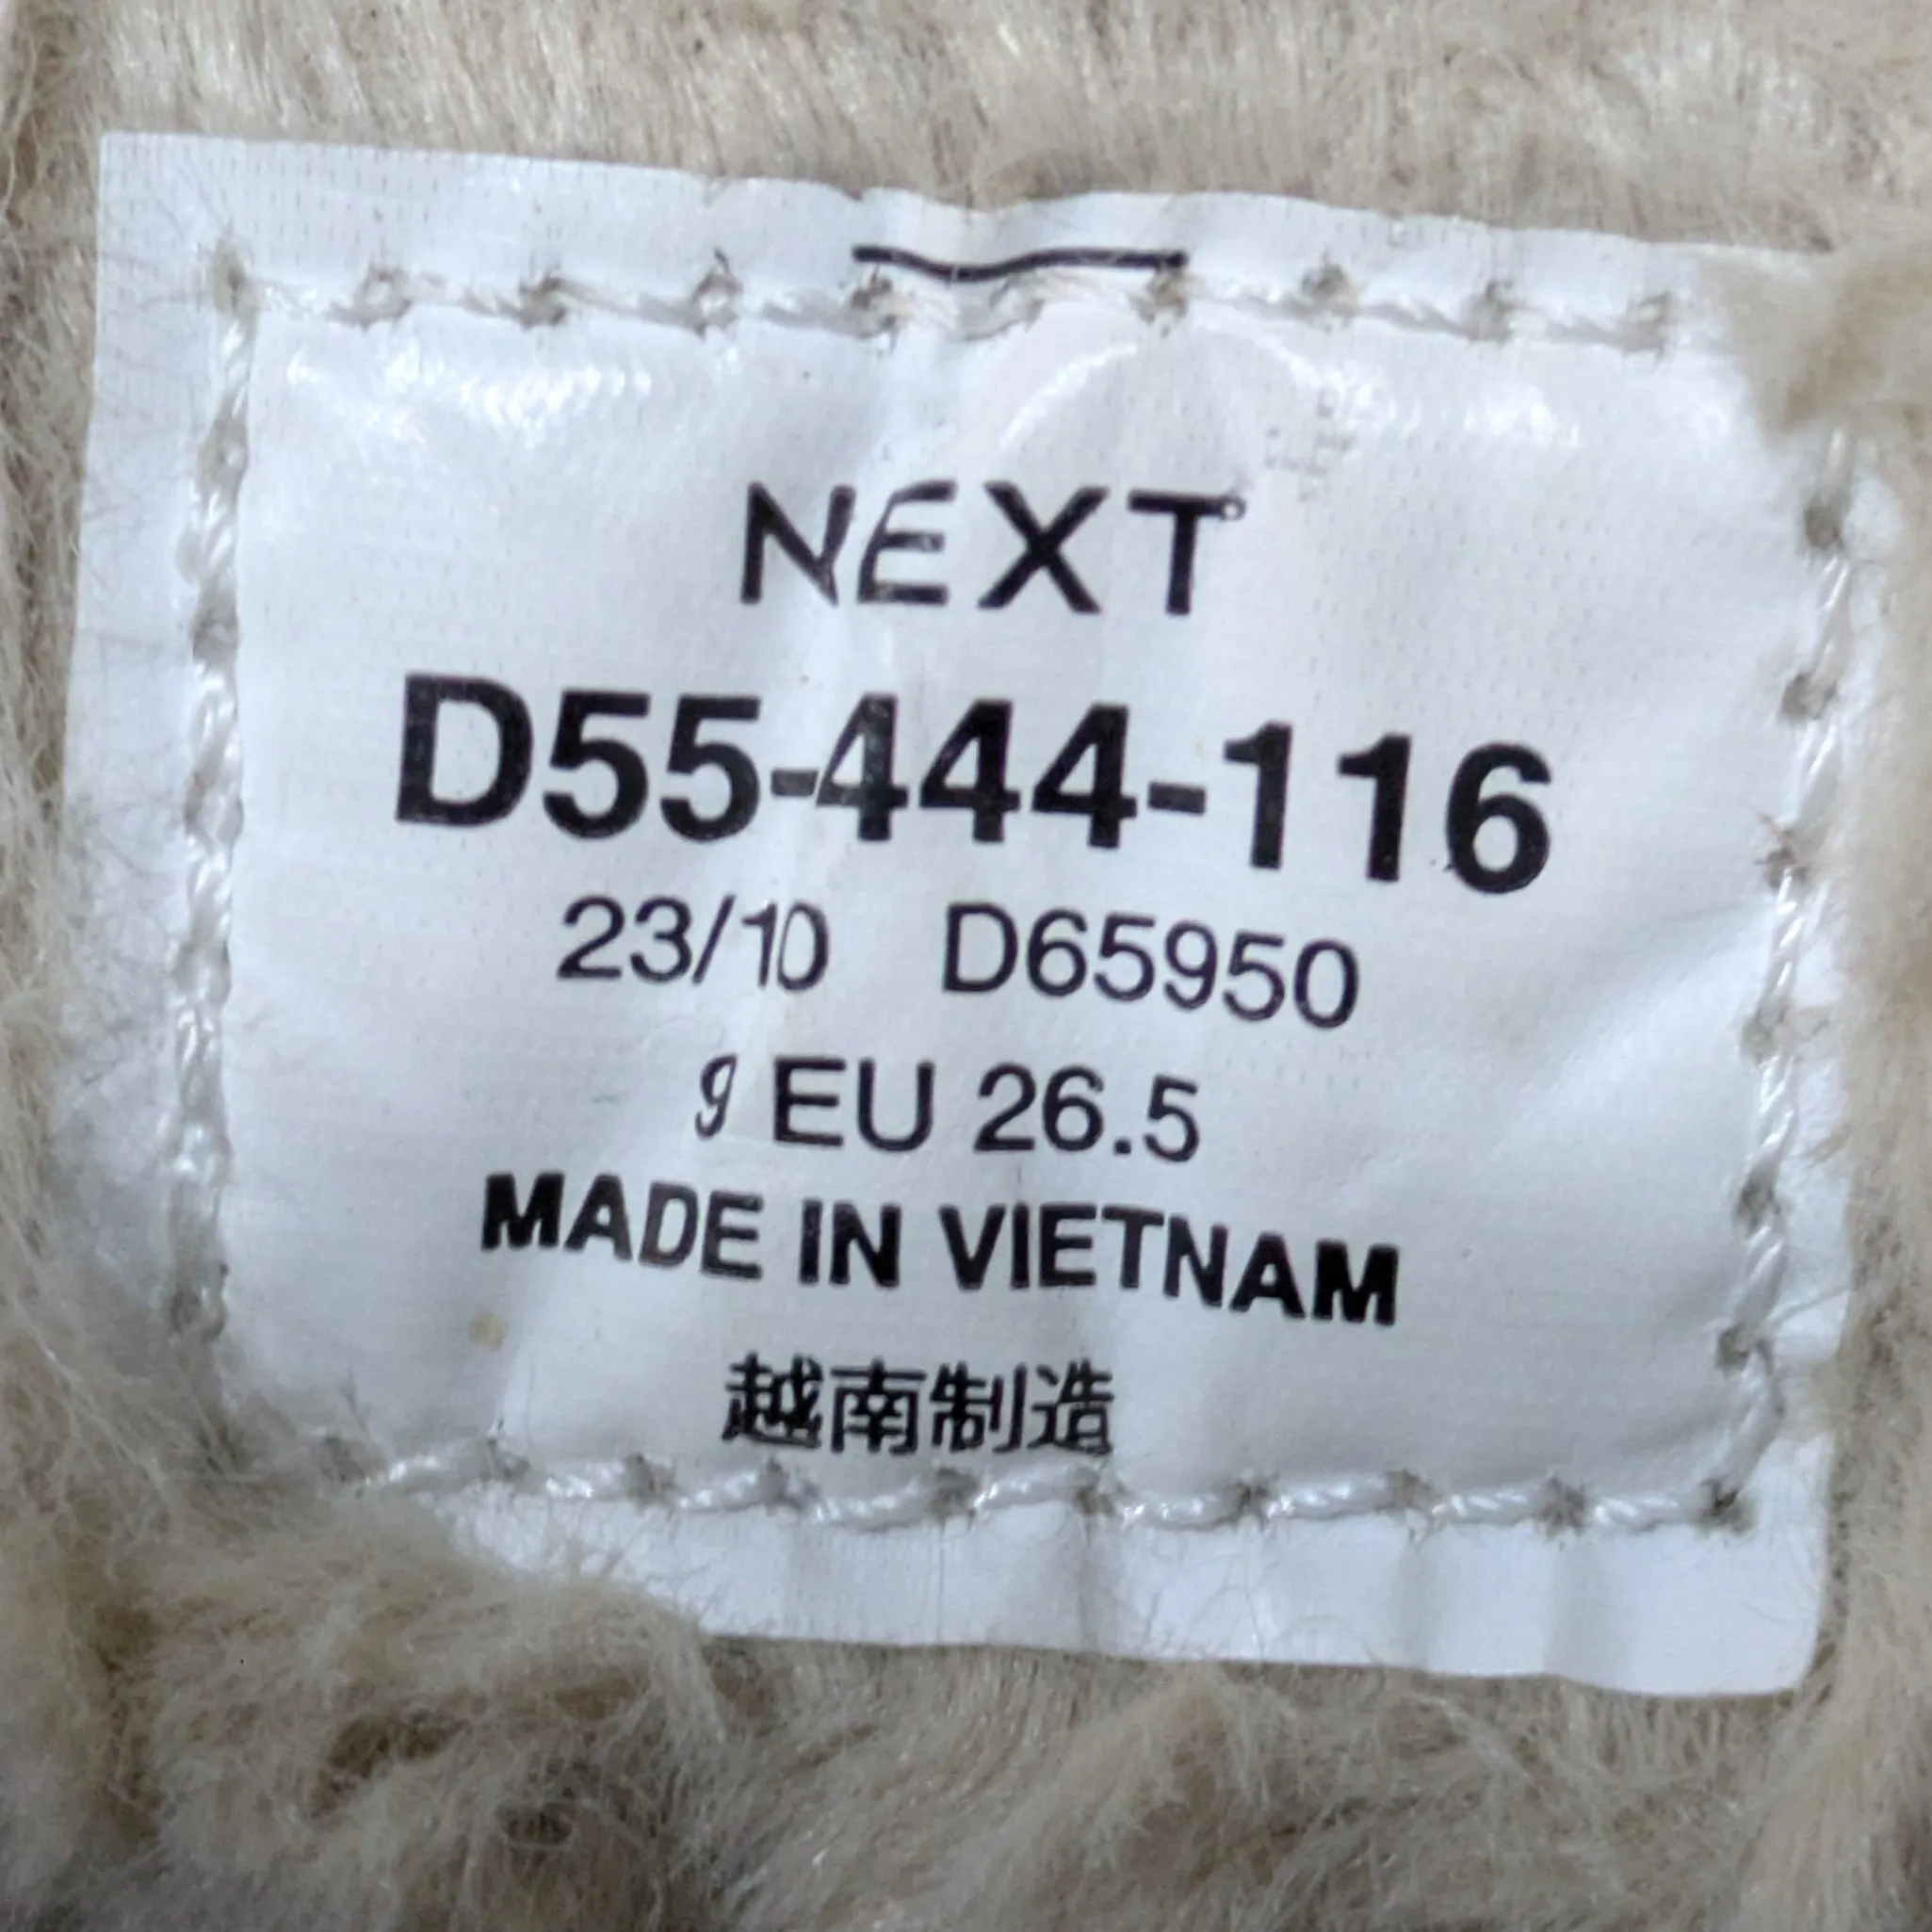 NEXT
D55-444-116
23/10 D65950
9 EU 26.5
MADE IN VIETNAM
越南制造